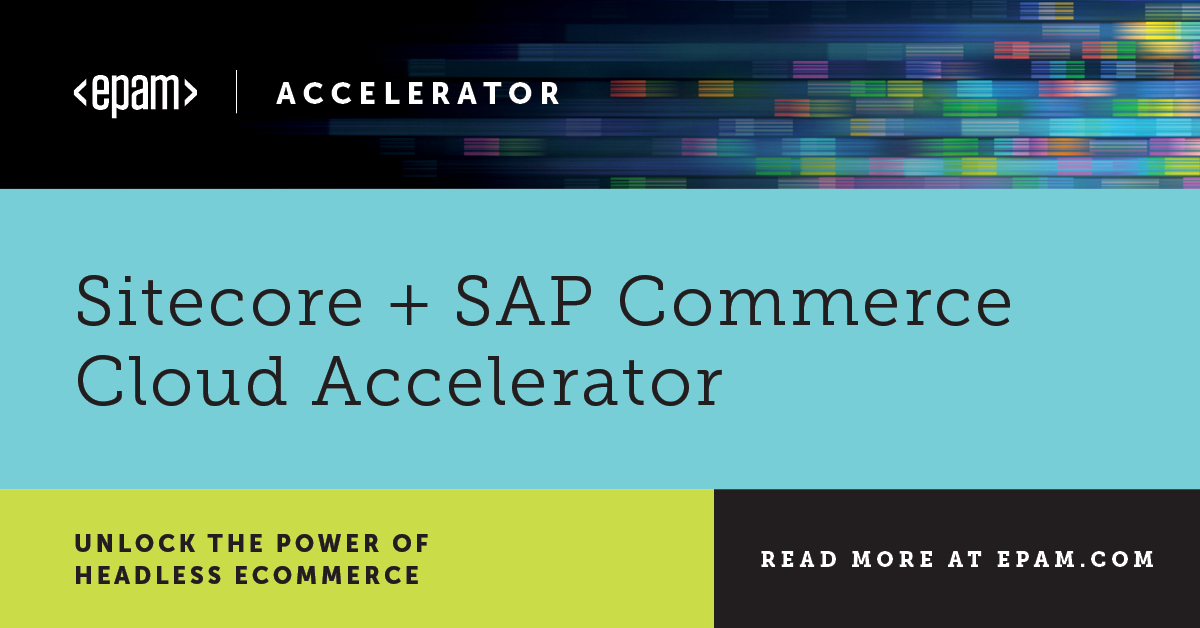 <epam> | ACCELERATOR
Sitecore + SAP Commerce
Cloud Accelerator
UNLOCK THE POWER OF
HEADLESS ECOMMERCE
READ MORE AT EPAM.COM